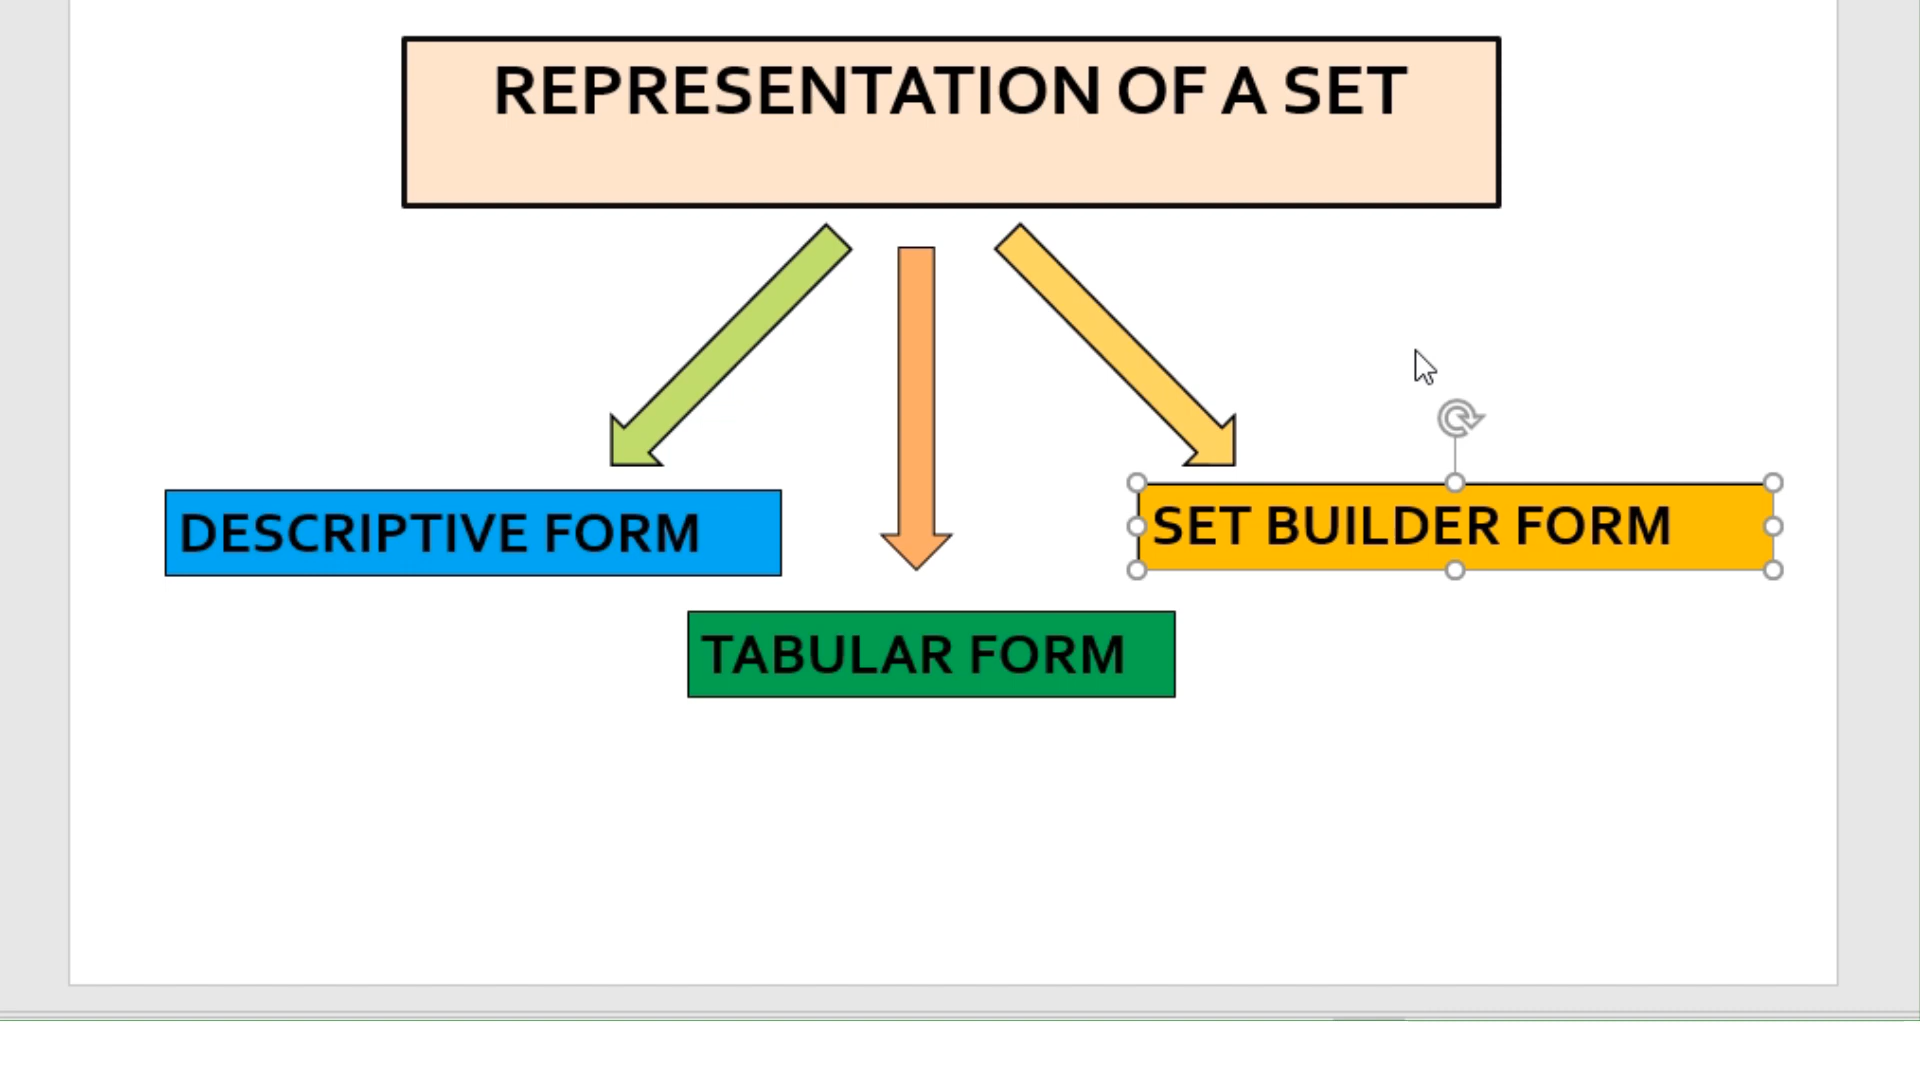 REPRESENTATION OF A SET
DESCRIPTIVE FORM
SET BUILDER FORM
TABULAR FORM